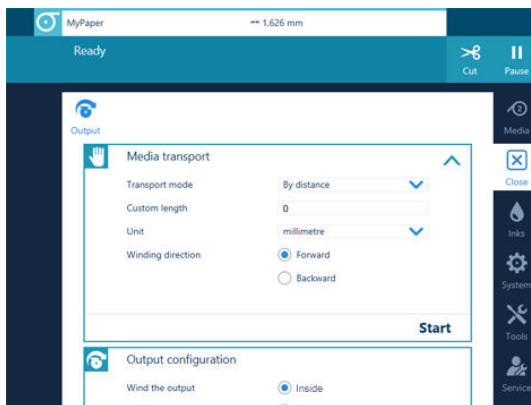 MyPaper 1,626 mm
Ready
Cut Pause
Output
2
Media
Media transport
Transport mode By distance
Close
Custom length 0
Unit millimetre
Inks
Winding direction Forward
Backward
System
Start
Tools
Output configuration
Wind the output Inside
Service